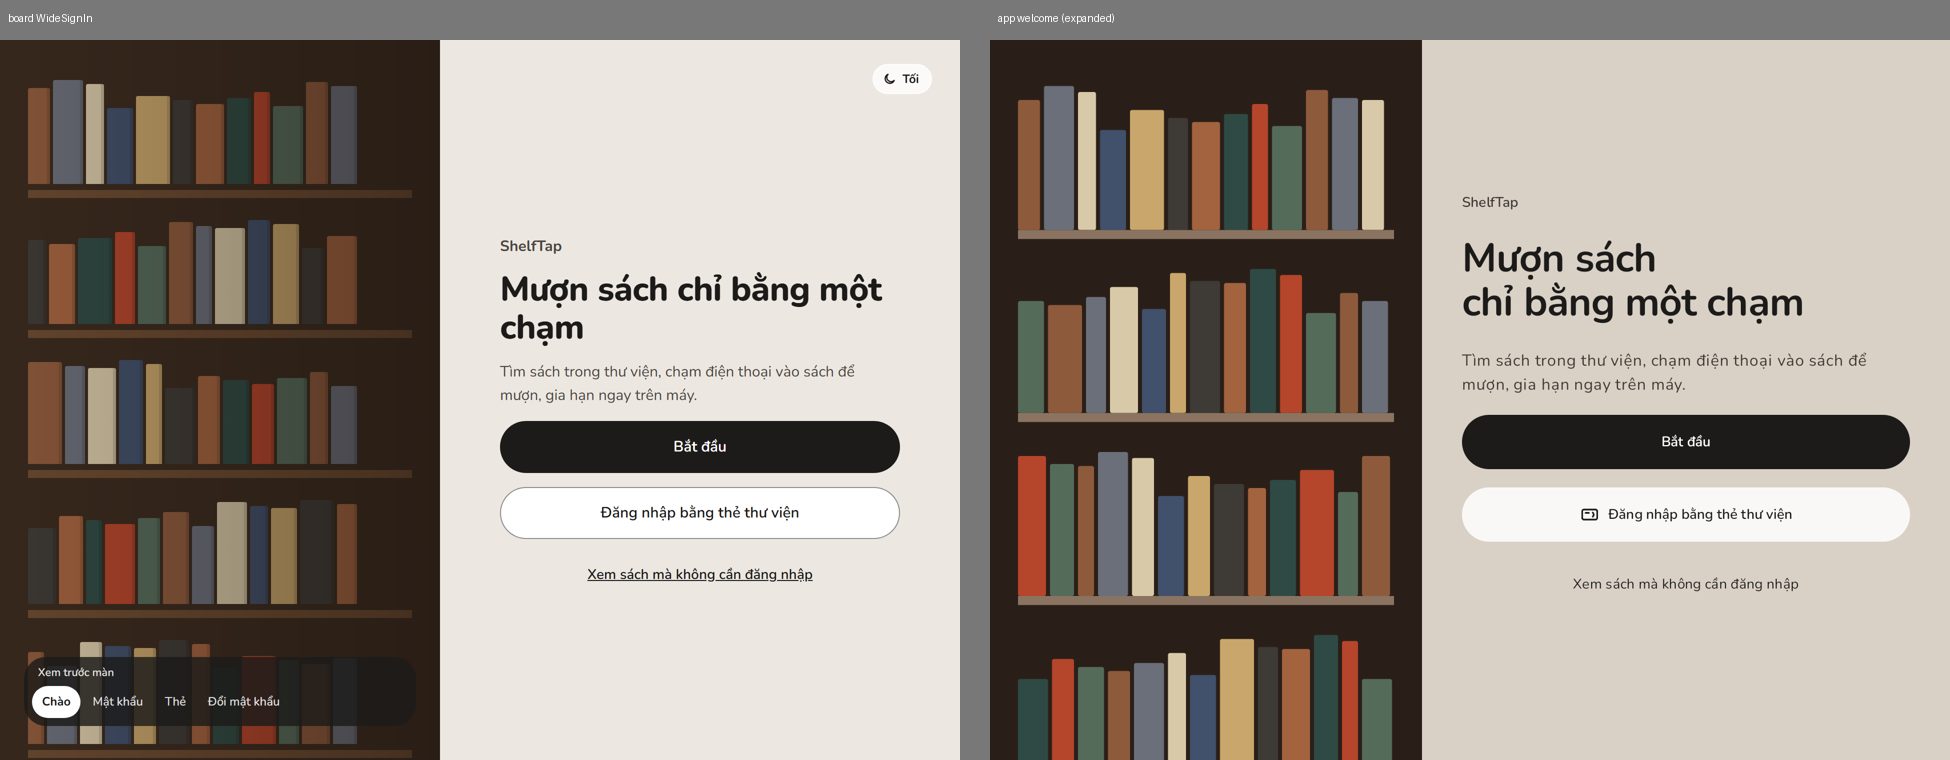 board WideSignIn
Tối
ShelfTap
Mượn sách chỉ bằng một
chạm
Tìm sách trong thư viện, chạm điện thoại vào sách để
mượn, gia hạn ngay trên máy.
Bắt đầu
Đăng nhập bằng thẻ thư viện
Xem sách mà không cần đăng nhập
Xem trước màn
Chào Mật khẩu Thẻ Đổi mật khẩu
app welcome (expanded)
ShelfTap
Mượn sách
chỉ bằng một chạm
Tìm sách trong thư viện, chạm điện thoại vào sách để
mượn, gia hạn ngay trên máy.
Bắt đầu
Đăng nhập bằng thẻ thư viện
Xem sách mà không cần đăng nhập